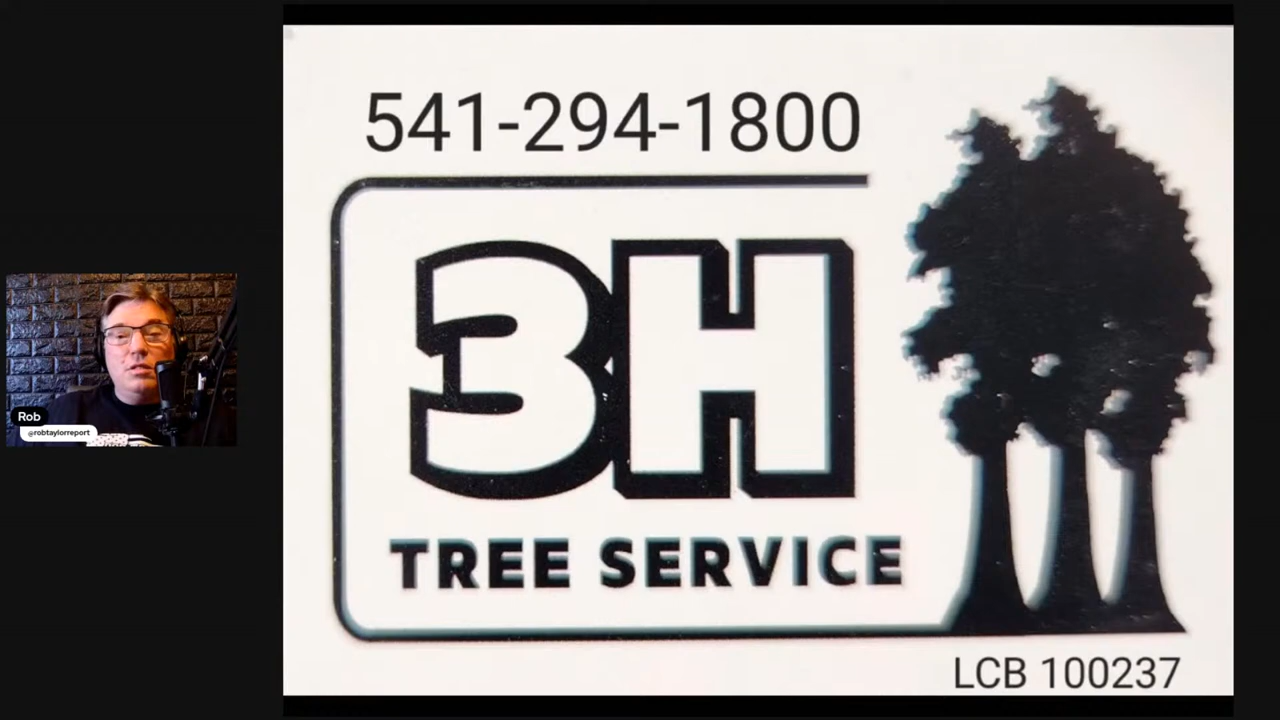 541-294-1800
3H
TREE SERVICE
LCB 100237
Rob
@robtaylorreport